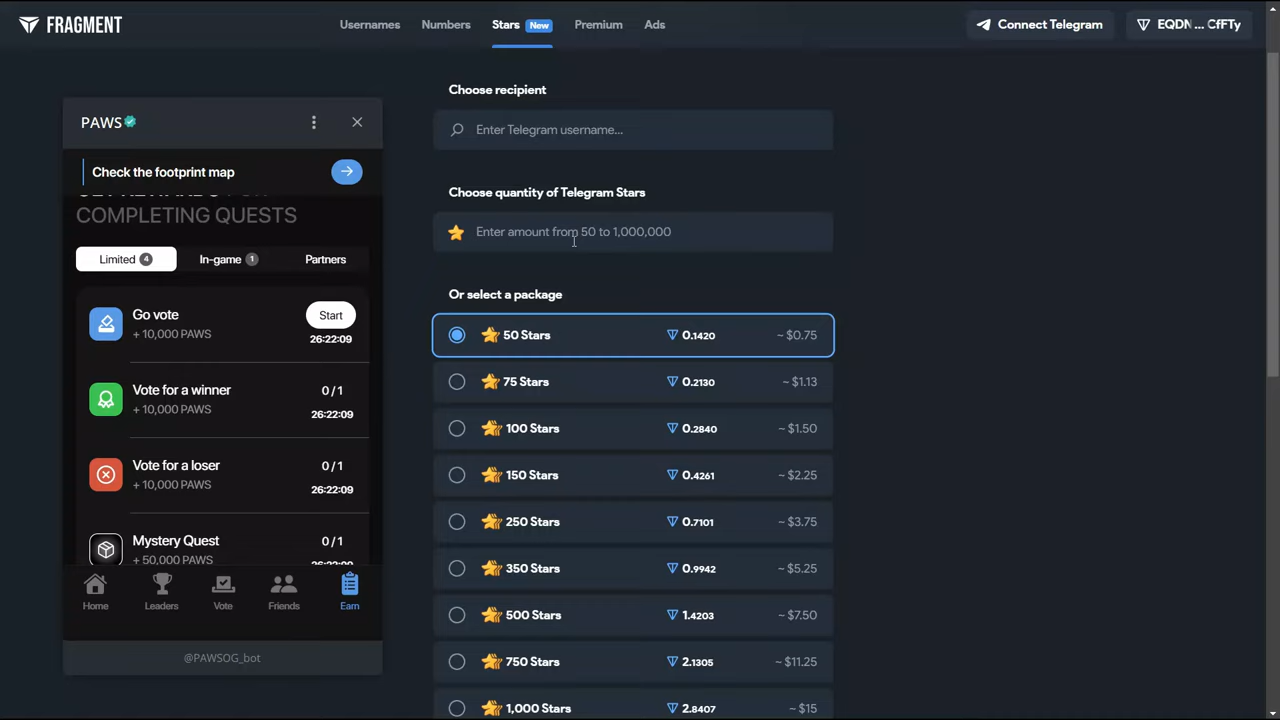 FRAGMENT
Usernames
Numbers
Stars New
Premium
Ads
Connect Telegram
EQDN ... CfFTy
PAWS
Check the footprint map
COMPLETING QUESTS
Limited 4
In-game 1
Partners
Go vote
+ 10,000 PAWS
Start
26:22:09
Vote for a winner
+ 10,000 PAWS
0 / 1
26:22:09
Vote for a loser
+ 10,000 PAWS
0 / 1
26:22:09
Mystery Quest
+ 50,000 PAWS
0 / 1
Home
Leaders
Vote
Friends
Earn
@PAWSOG_bot
Choose recipient
Enter Telegram username...
Choose quantity of Telegram Stars
Enter amount from 50 to 1,000,000
Or select a package
50 Stars 0.1420 ~ $0.75
75 Stars 0.2130 ~ $1.13
100 Stars 0.2840 ~ $1.50
150 Stars 0.4261 ~ $2.25
250 Stars 0.7101 ~ $3.75
350 Stars 0.9942 ~ $5.25
500 Stars 1.4203 ~ $7.50
750 Stars 2.1305 ~ $11.25
1,000 Stars 2.8407 ~ $15